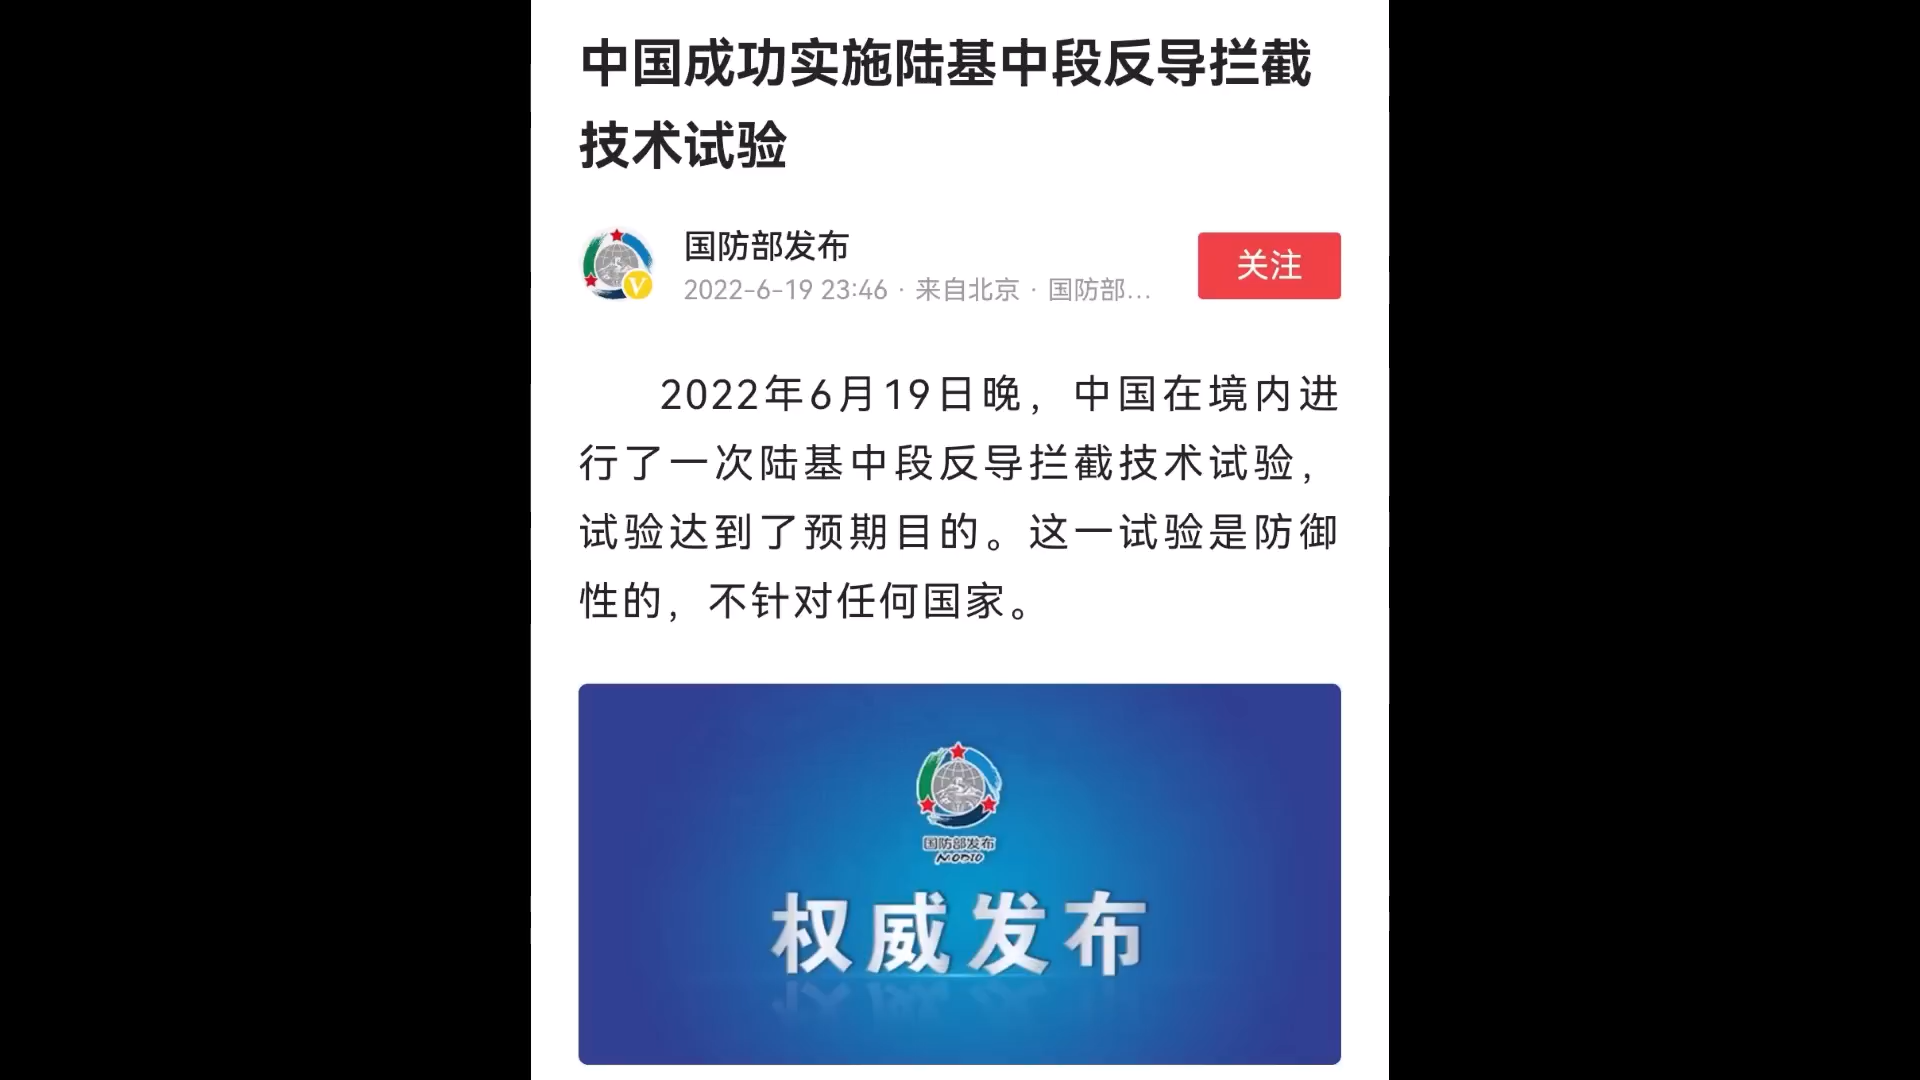 中国成功实施陆基中段反导拦截
技术试验
国防部发布
2022-6-19 23:46 · 来自北京 · 国防部...
关注
2022年6月19日晚，中国在境内进
行了一次陆基中段反导拦截技术试验，
试验达到了预期目的。这一试验是防御
性的，不针对任何国家。
国防部发布
MODIO
权威发布